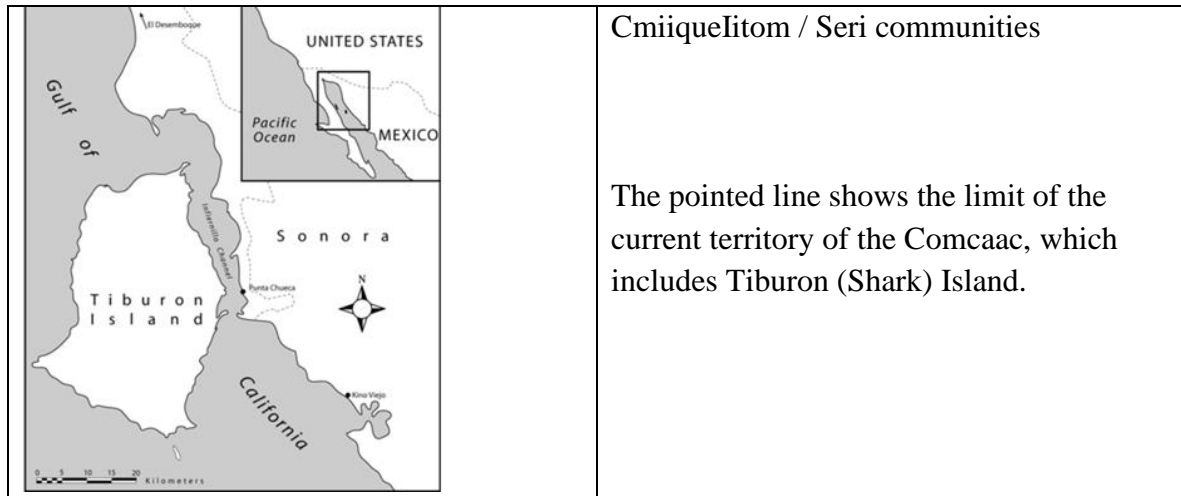 El Desemboque
UNITED STATES
Gulf of
Pacific
Ocean
MEXICO
Infiernillo Channel
Sonora
Punta Chueca
N
Tiburon
Island
California
Kino Viejo
0 5 10 15 20
Kilometers
CmiiqueIitom / Seri communities
The pointed line shows the limit of the
current territory of the Comcaac, which
includes Tiburon (Shark) Island.